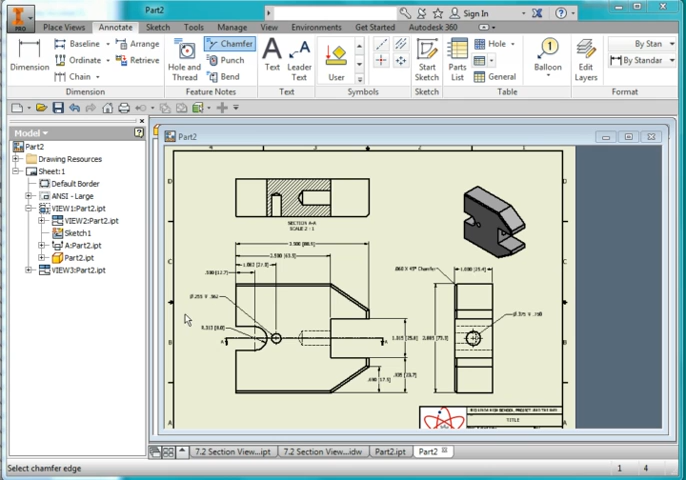 Part2
Sign In
PRO
Place Views
Annotate
Sketch
Tools
Manage
View
Environments
Get Started
Autodesk 360
Dimension
Baseline
Arrange
Ordinate
Retrieve
Chain
Hole and
Thread
Chamfer
Punch
Bend
Text
Leader
Text
User
Start
Sketch
Parts
List
Hole
General
Balloon
Edit
Layers
By Stan
By Standar
Dimension
Feature Notes
Text
Symbols
Sketch
Table
Format
Model
Part2
Drawing Resources
Sheet:1
Default Border
ANSI - Large
VIEW1:Part2.ipt
VIEW2:Part2.ipt
Sketch1
A:Part2.ipt
Part2.ipt
VIEW3:Part2.ipt
Part2
SECTION A-A
SCALE 2 : 1
D
D
C
C
B
B
A
A
A
A
TITLE
7.2 Section View...ipt
7.2 Section View...idw
Part2.ipt
Part2
Select chamfer edge
1
4